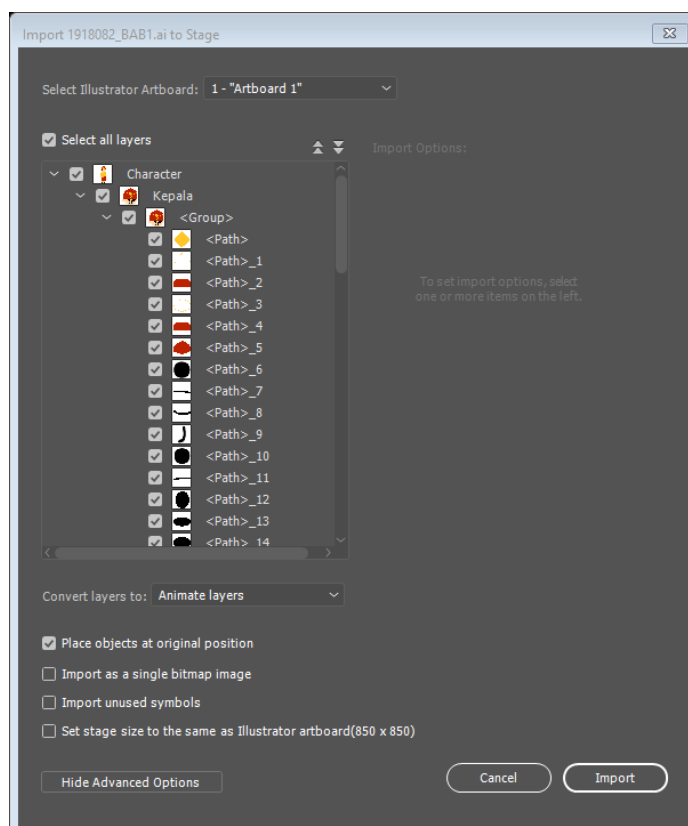 Import 1918082_BAB1.ai to Stage
Select Illustrator Artboard: 1 - "Artboard 1"
Select all layers
Import Options:
Character
Kepala
<Group>
<Path>
<Path>_1
<Path>_2
<Path>_3
<Path>_4
<Path>_5
<Path>_6
<Path>_7
<Path>_8
<Path>_9
<Path>_10
<Path>_11
<Path>_12
<Path>_13
<Path>_14
To set import options, select
one or more items on the left.
Convert layers to: Animate layers
Place objects at original position
Import as a single bitmap image
Import unused symbols
Set stage size to the same as Illustrator artboard(850 x 850)
Hide Advanced Options
Cancel
Import